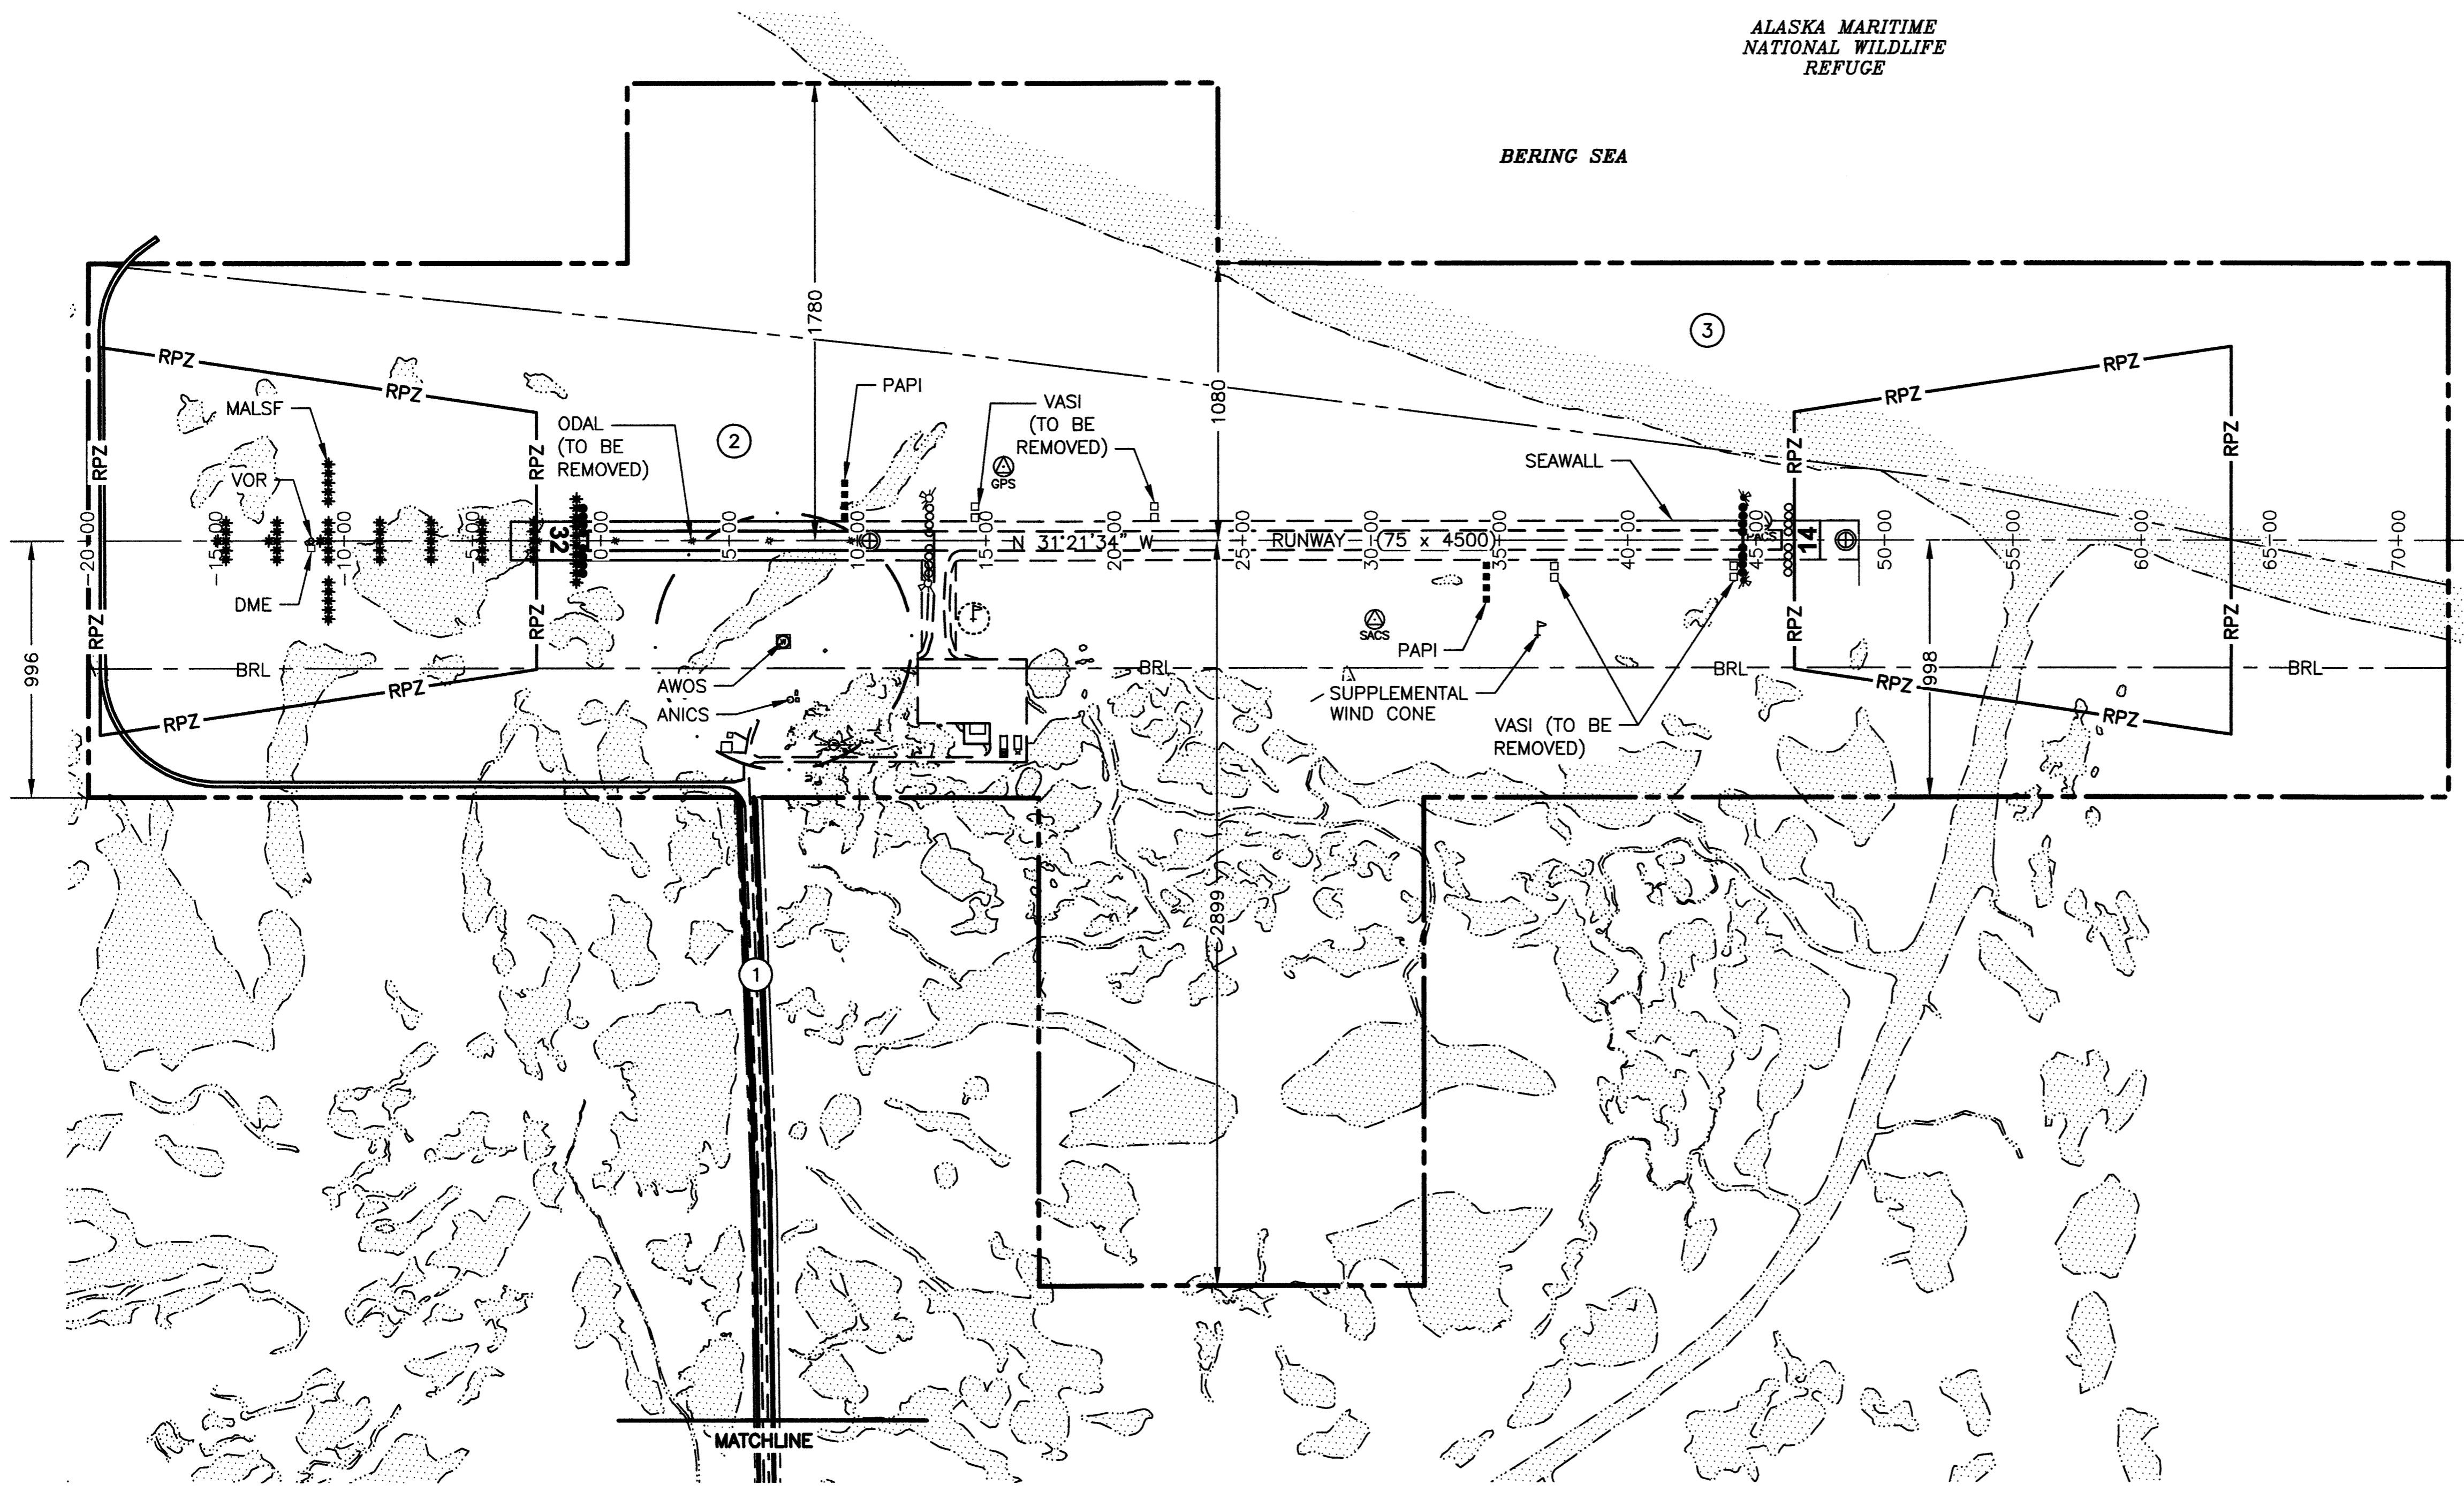 ALASKA MARITIME
NATIONAL WILDLIFE
REFUGE
BERING SEA
1780
1080
3
RPZ
RPZ
RPZ
RPZ
MALSF
PAPI
VASI
(TO BE
REMOVED)
ODAL
(TO BE
REMOVED)
2
RPZ
RPZ
RPZ
RPZ
VOR
GPS
SEAWALL
-20+00
-15+00
-10+00
-5+00
32
0+00
5+00
10+00
15+00
20+00
25+00
30+00
35+00
40+00
45+00
14
50+00
55+00
60+00
65+00
70+00
N 31°21'34" W
RUNWAY (75 x 4500)
DME
RPZ
RPZ
RPZ
RPZ
SACS
PAPI
996
BRL
BRL
BRL
BRL
998
AWOS
ANICS
RPZ
RPZ
RPZ
RPZ
SUPPLEMENTAL
WIND CONE
VASI (TO BE
REMOVED)
2899
1
MATCHLINE